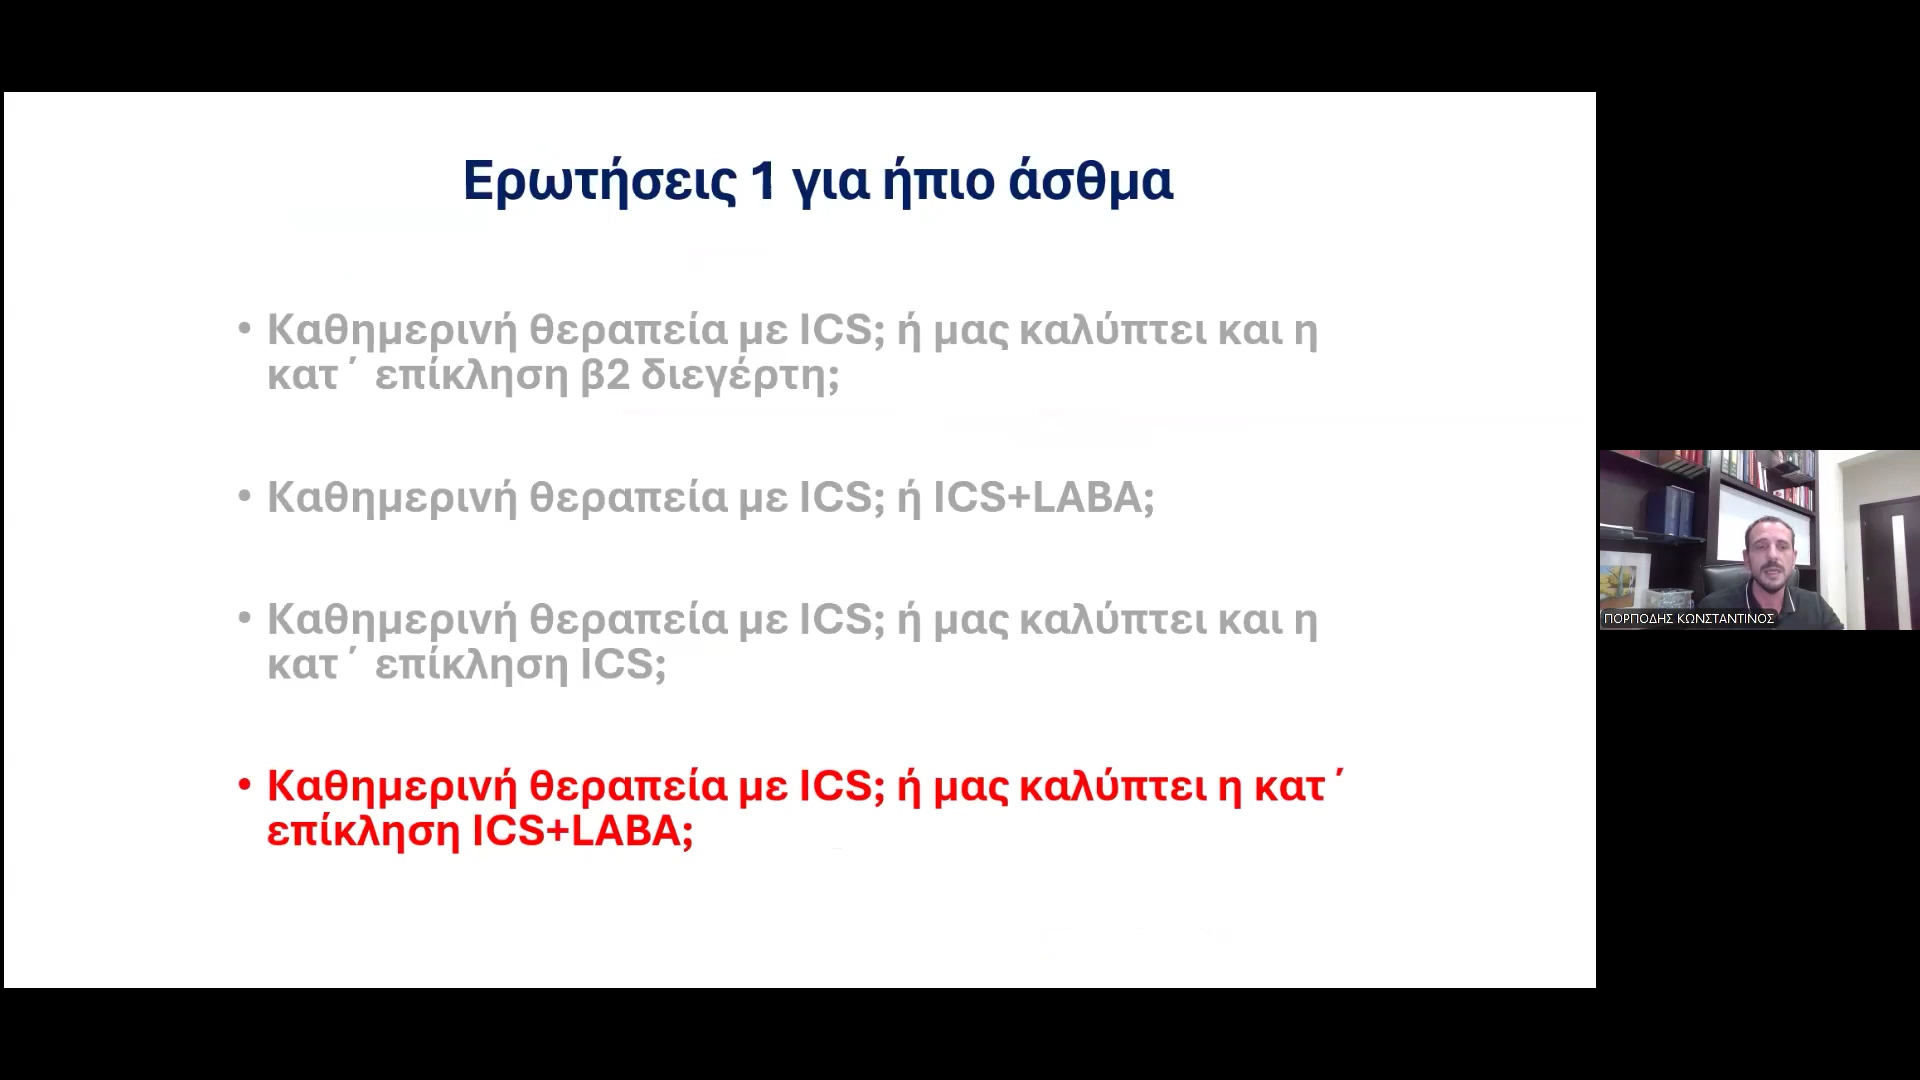 Ερωτήσεις 1 για ήπιο άσθμα
• Καθημερινή θεραπεία με ICS; ή μας καλύπτει και η
κατ΄ επίκληση β2 διεγέρτη;
• Καθημερινή θεραπεία με ICS; ή ICS+LABA;
• Καθημερινή θεραπεία με ICS; ή μας καλύπτει και η
κατ΄ επίκληση ICS;
• Καθημερινή θεραπεία με ICS; ή μας καλύπτει η κατ΄
επίκληση ICS+LABA;
ΠΟΡΠΟΔΗΣ ΚΩΝΣΤΑΝΤΙΝΟΣ